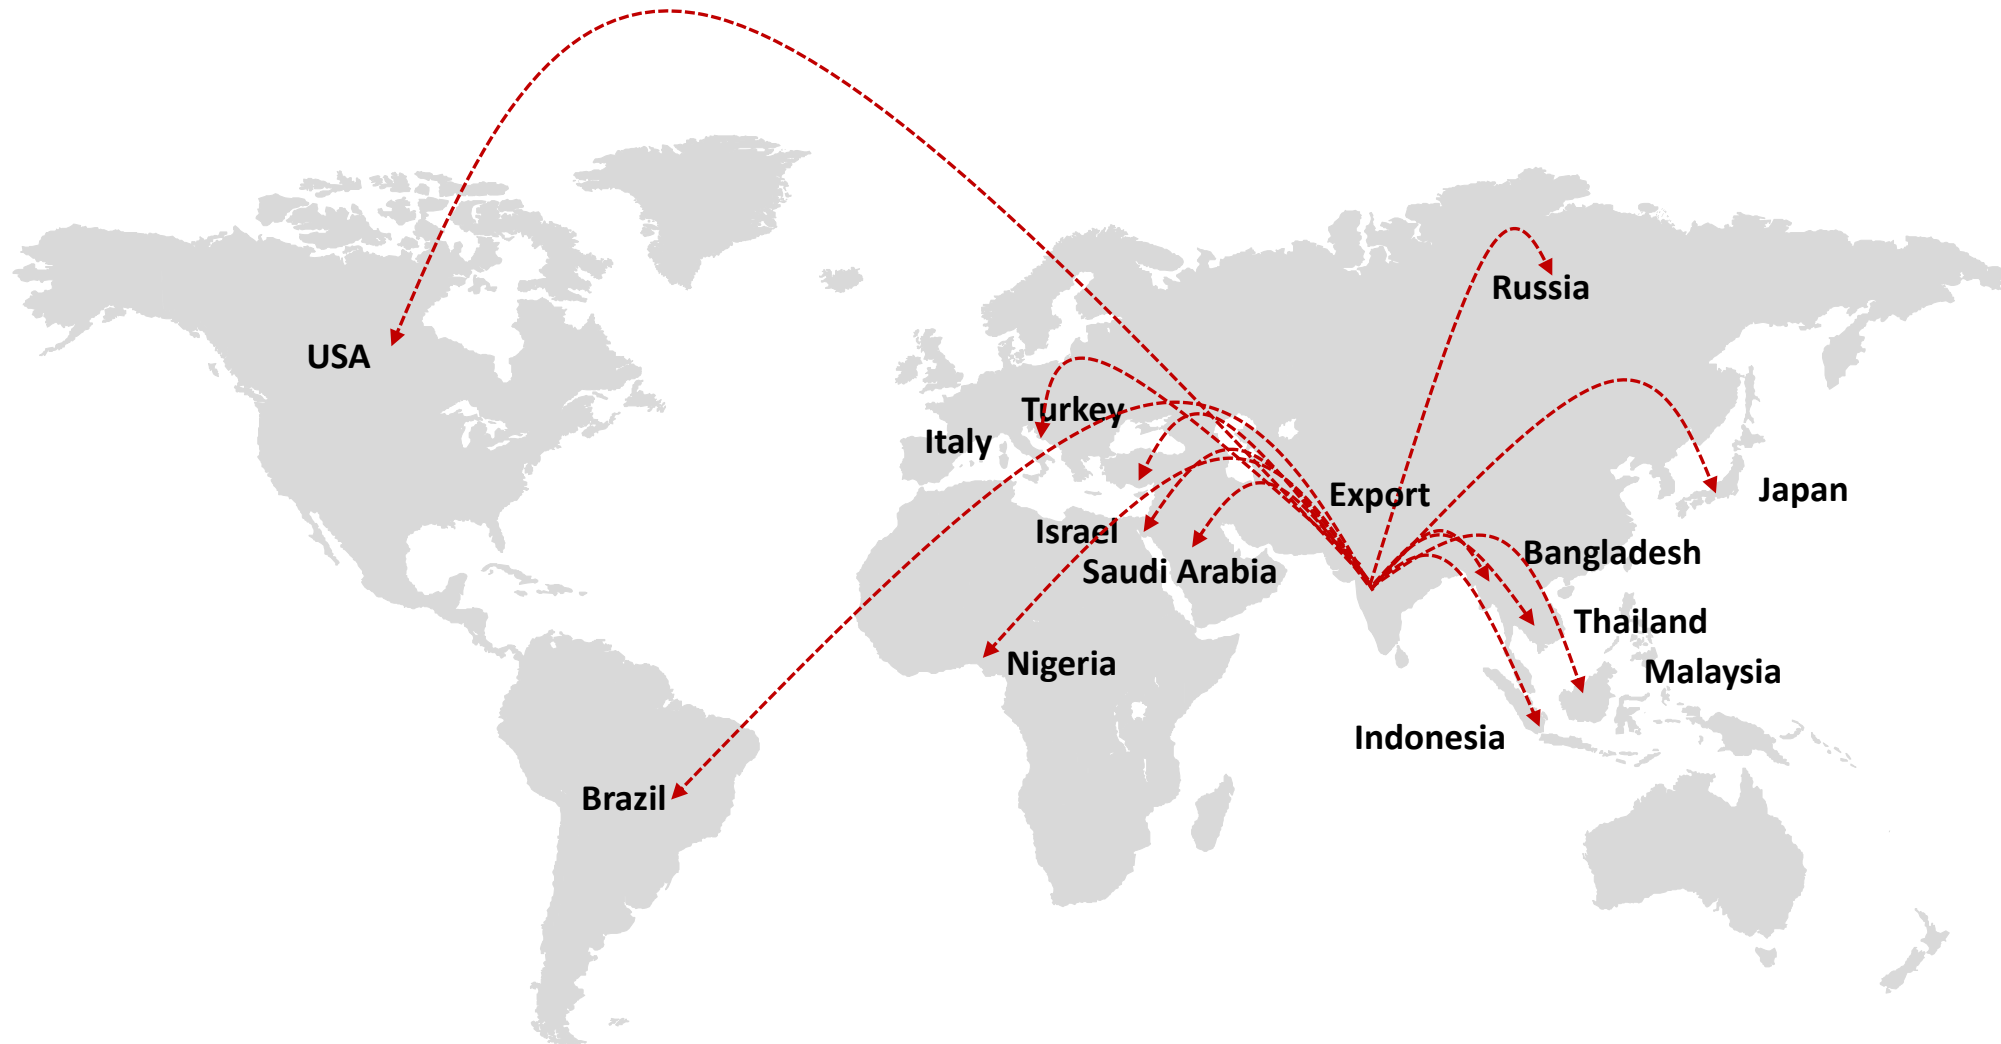 Russia
USA
Turkey
Italy
Export
Japan
Israel
Bangladesh
Saudi Arabia
Thailand
Nigeria
Malaysia
Indonesia
Brazil